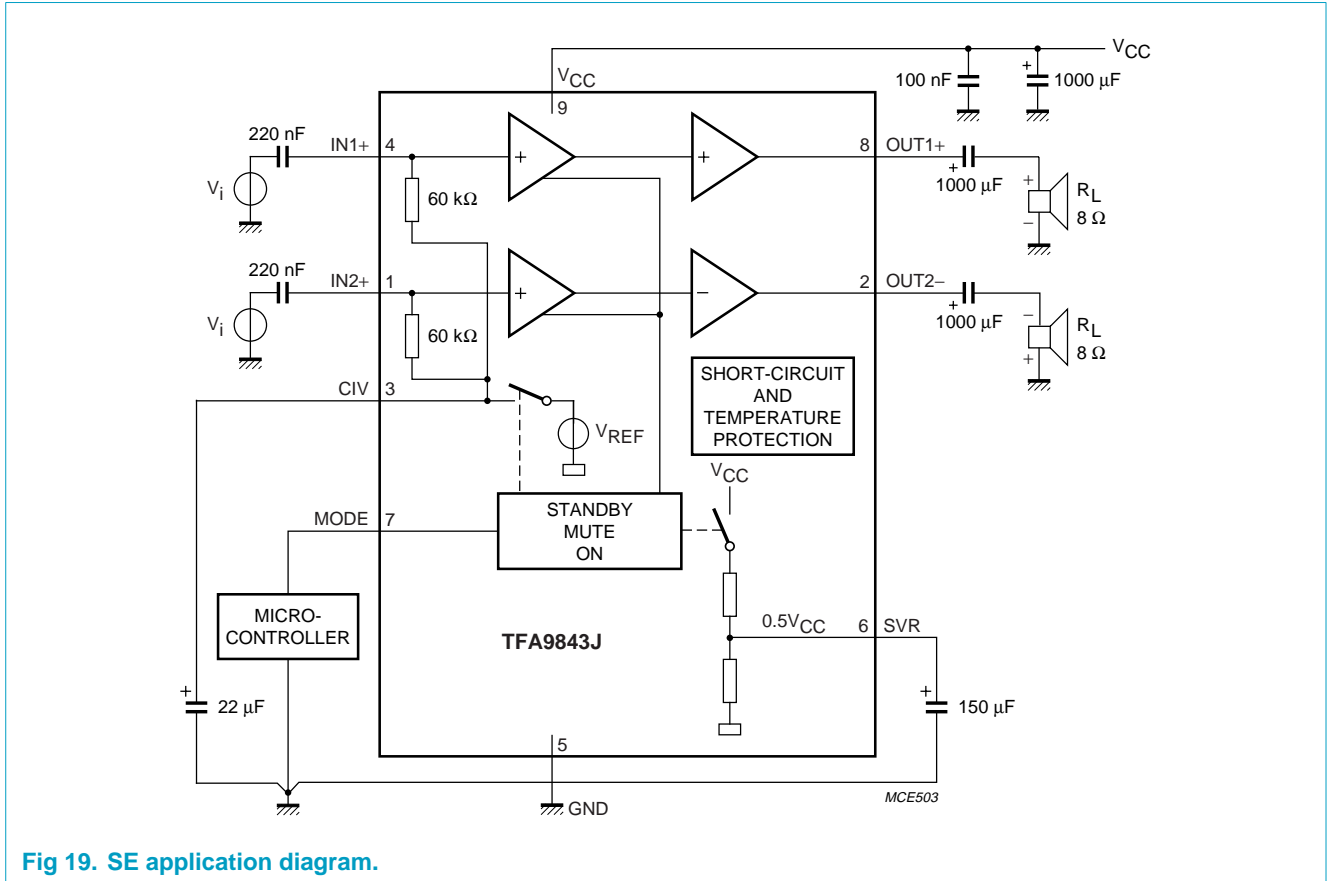 VCC
VCC
100 nF
+
1000 μF
9
220 nF
IN1+
4
+
+
8
OUT1+
Vi
60 kΩ
+
1000 μF
+
−
RL
8 Ω
220 nF
IN2+
1
+
−
2
OUT2−
Vi
60 kΩ
+
1000 μF
−
+
RL
8 Ω
CIV
3
VREF
SHORT-CIRCUIT
AND
TEMPERATURE
PROTECTION
VCC
MODE
7
STANDBY
MUTE
ON
MICRO-
CONTROLLER
0.5VCC
6
SVR
TFA9843J
+
22 μF
+
150 μF
5
GND
MCE503
Fig 19. SE application diagram.